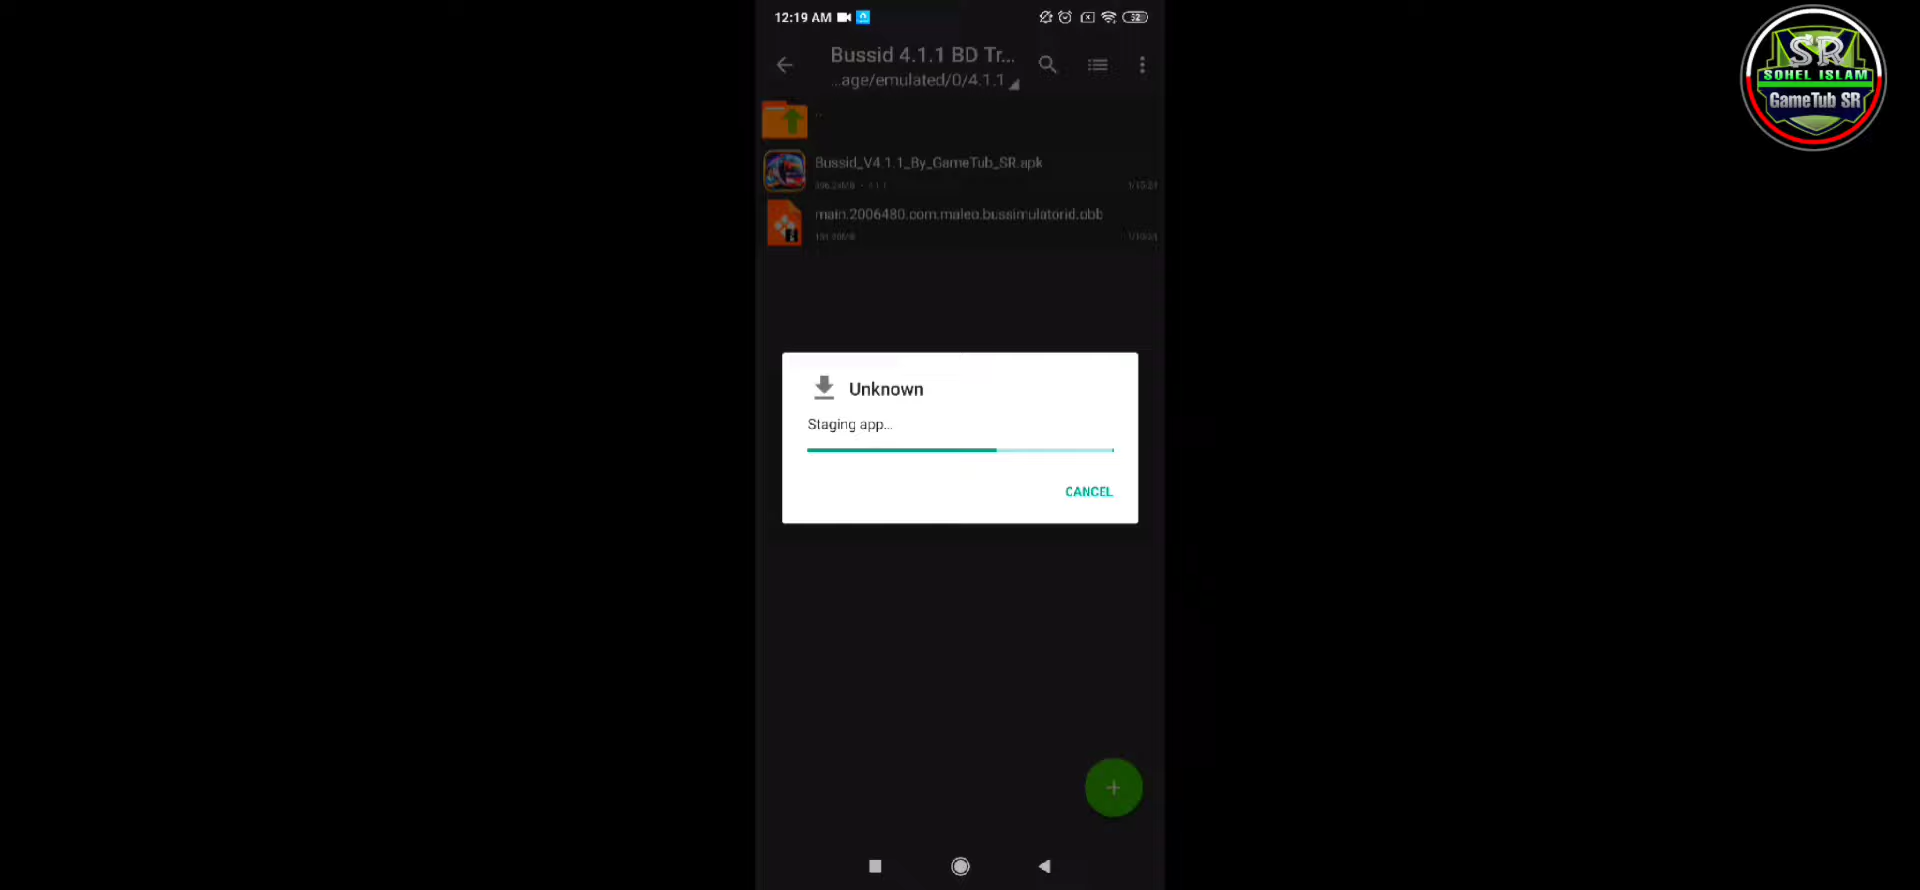 12:19 AM
52
Bussid 4.1.1 BD Tr...
...age/emulated/0/4.1.1
..
Bussid_V4.1.1_By_GameTub_SR.apk
main.2006480.com.maleo.bussimulatorid.obb
Unknown
Staging app...
CANCEL
SR
SOHEL ISLAM
GameTub SR